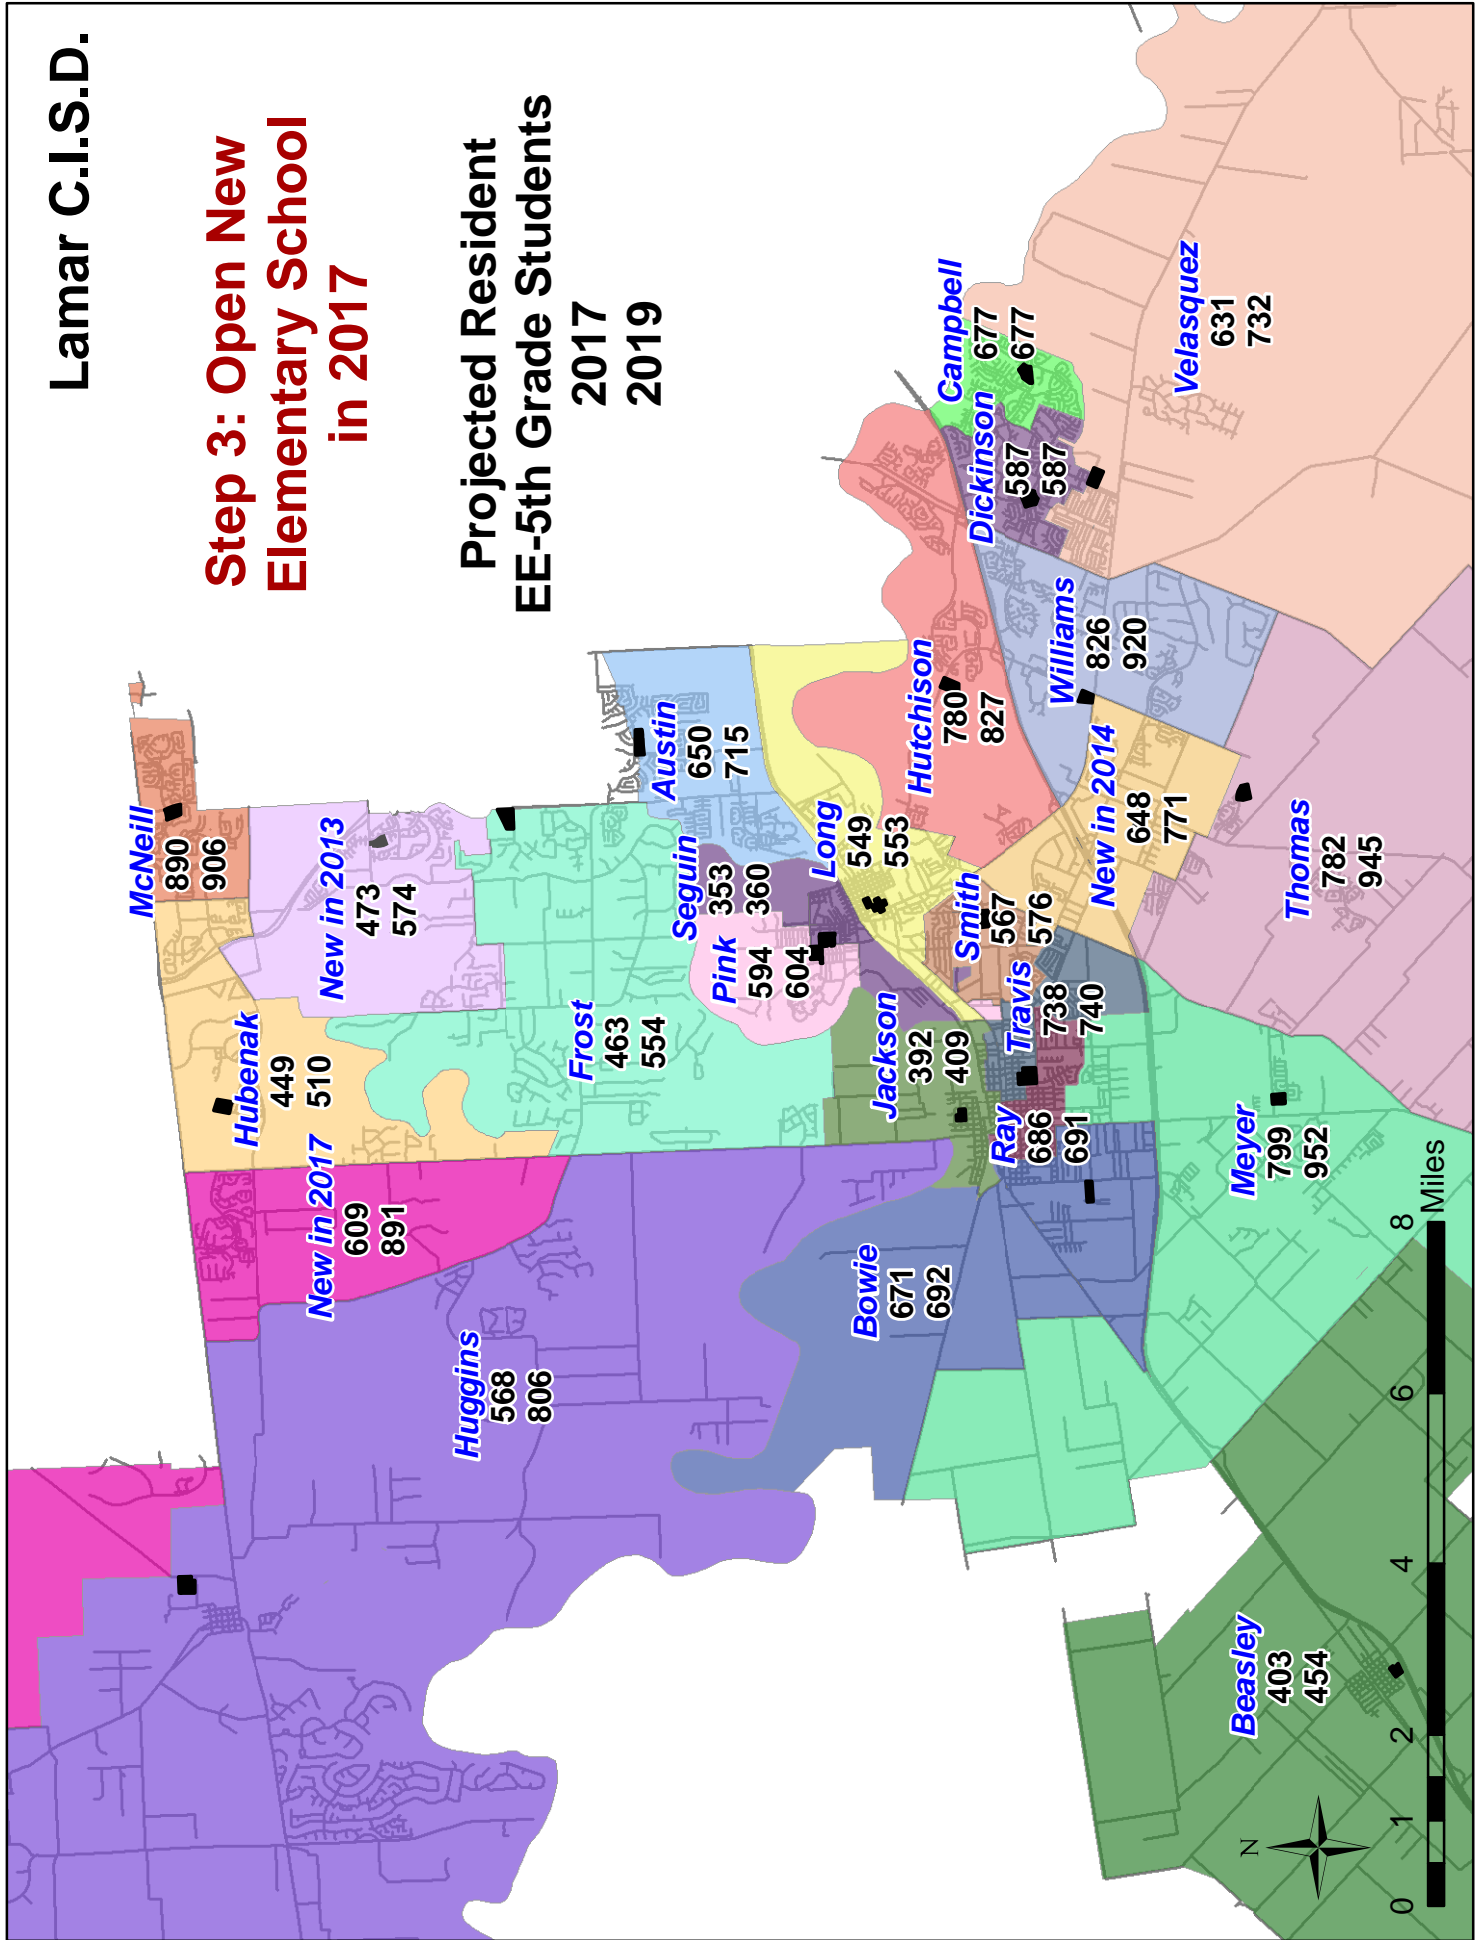 Lamar C.I.S.D.
Step 3: Open New
Elementary School
in 2017
Projected Resident
EE-5th Grade Students
2017
2019
McNeill
890
906
New in 2013
473
574
Hubenak
449
510
New in 2017
609
891
Huggins
568
806
Frost
463
554
Austin
650
715
Seguin
353
360
Pink
594
604
Long
549
553
Jackson
392
409
Bowie
671
692
Hutchison
780
827
Campbell
677
677
Dickinson
587
587
Smith
567
576
Travis
738
740
Ray
686
691
Williams
826
920
New in 2014
648
771
Velasquez
631
732
Thomas
782
945
Meyer
799
952
Beasley
403
454
N
0 1 2 4 6 8
Miles